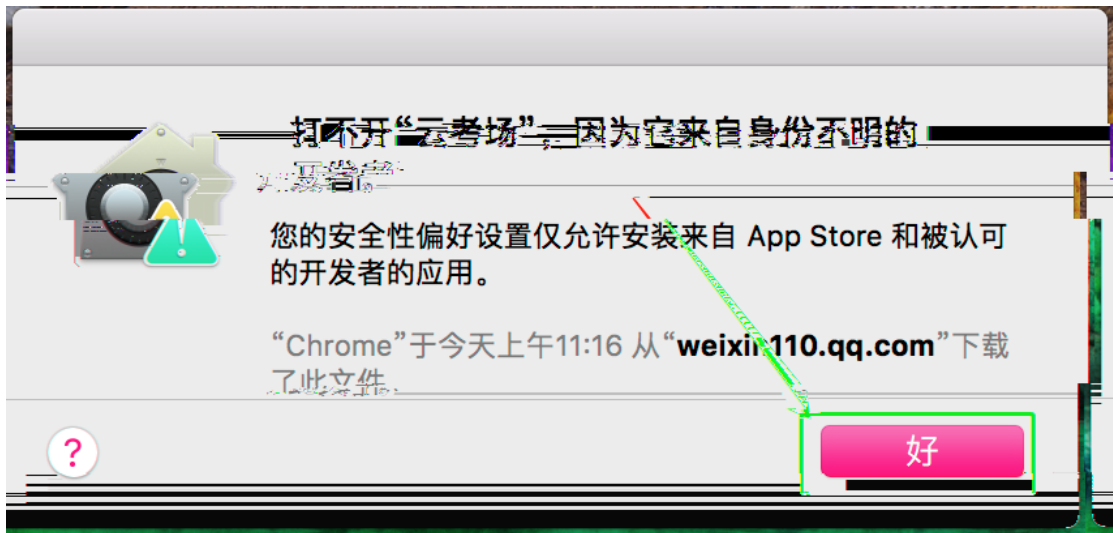 打不开“云考场”，因为它来自身份不明的
开发者。
您的安全性偏好设置仅允许安装来自 App Store 和被认可
的开发者的应用。
“Chrome”于今天上午11:16 从“weixin110.qq.com”下载
了此文件。
?
好